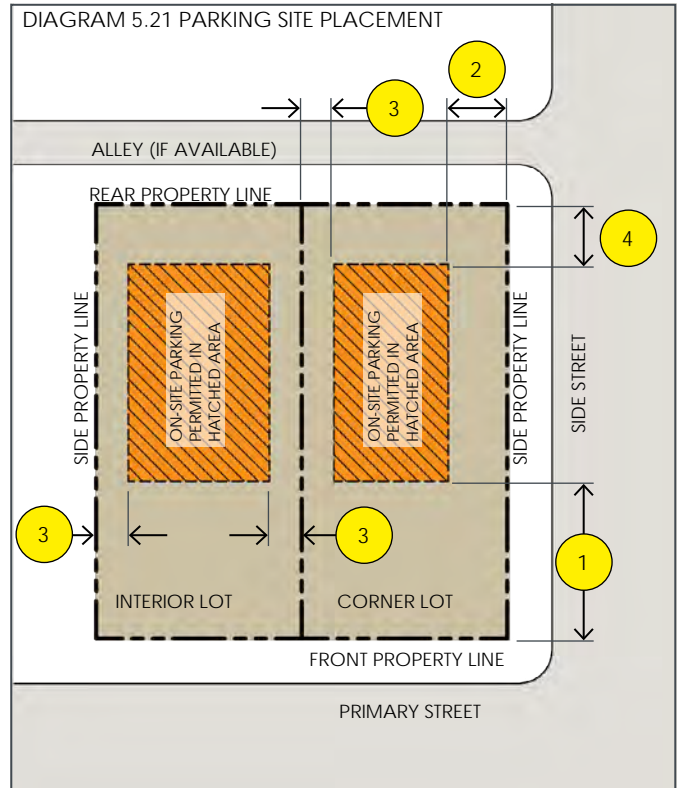 DIAGRAM 5.21 PARKING SITE PLACEMENT
2
3
ALLEY (IF AVAILABLE)
REAR PROPERTY LINE
4
SIDE PROPERTY LINE
ON-SITE PARKING
PERMITTED IN
HATCHED AREA
ON-SITE PARKING
PERMITTED IN
HATCHED AREA
SIDE PROPERTY LINE
SIDE STREET
3
3
1
INTERIOR LOT
CORNER LOT
FRONT PROPERTY LINE
PRIMARY STREET